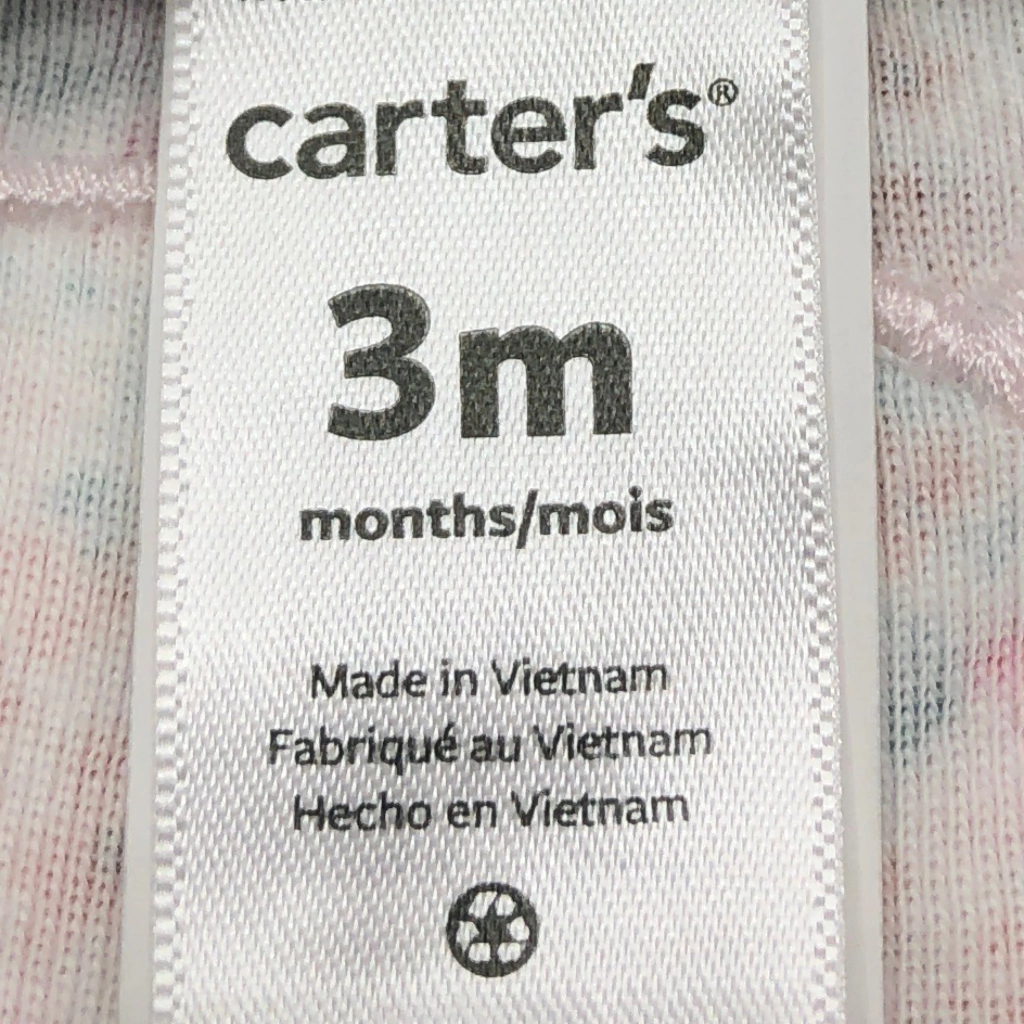 carter's®
3m
months/mois
Made in Vietnam
Fabriqué au Vietnam
Hecho en Vietnam